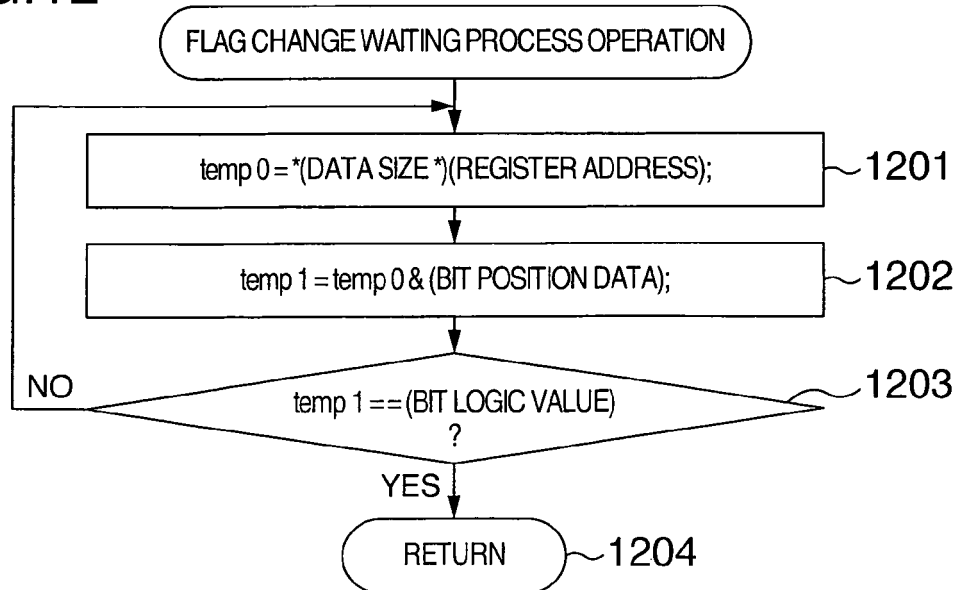 FLAG CHANGE WAITING PROCESS OPERATION
temp 0 = *(DATA SIZE *)(REGISTER ADDRESS);
1201
temp 1 = temp 0 & (BIT POSITION DATA);
1202
NO
temp 1 == (BIT LOGIC VALUE)
?
1203
YES
RETURN
1204